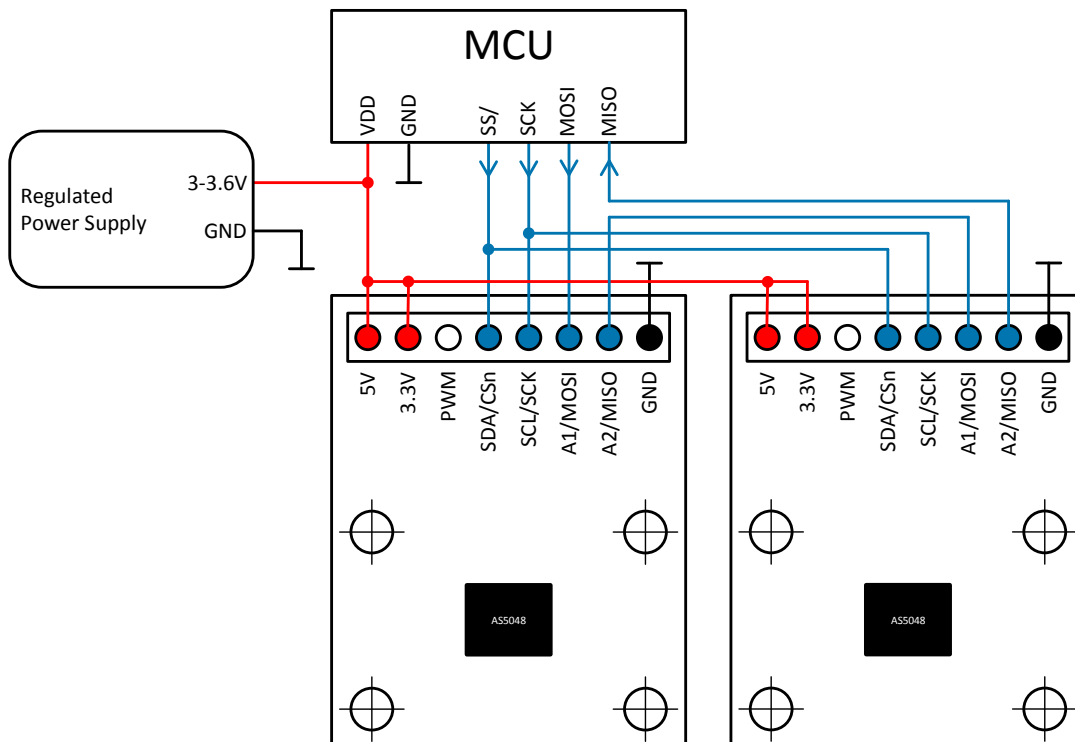 MCU
VDD
GND
SS/
SCK
MOSI
MISO
Regulated
Power Supply
3-3.6V
GND
5V
3.3V
PWM
SDA/CSn
SCL/SCK
A1/MOSI
A2/MISO
GND
5V
3.3V
PWM
SDA/CSn
SCL/SCK
A1/MOSI
A2/MISO
GND
AS5048
AS5048